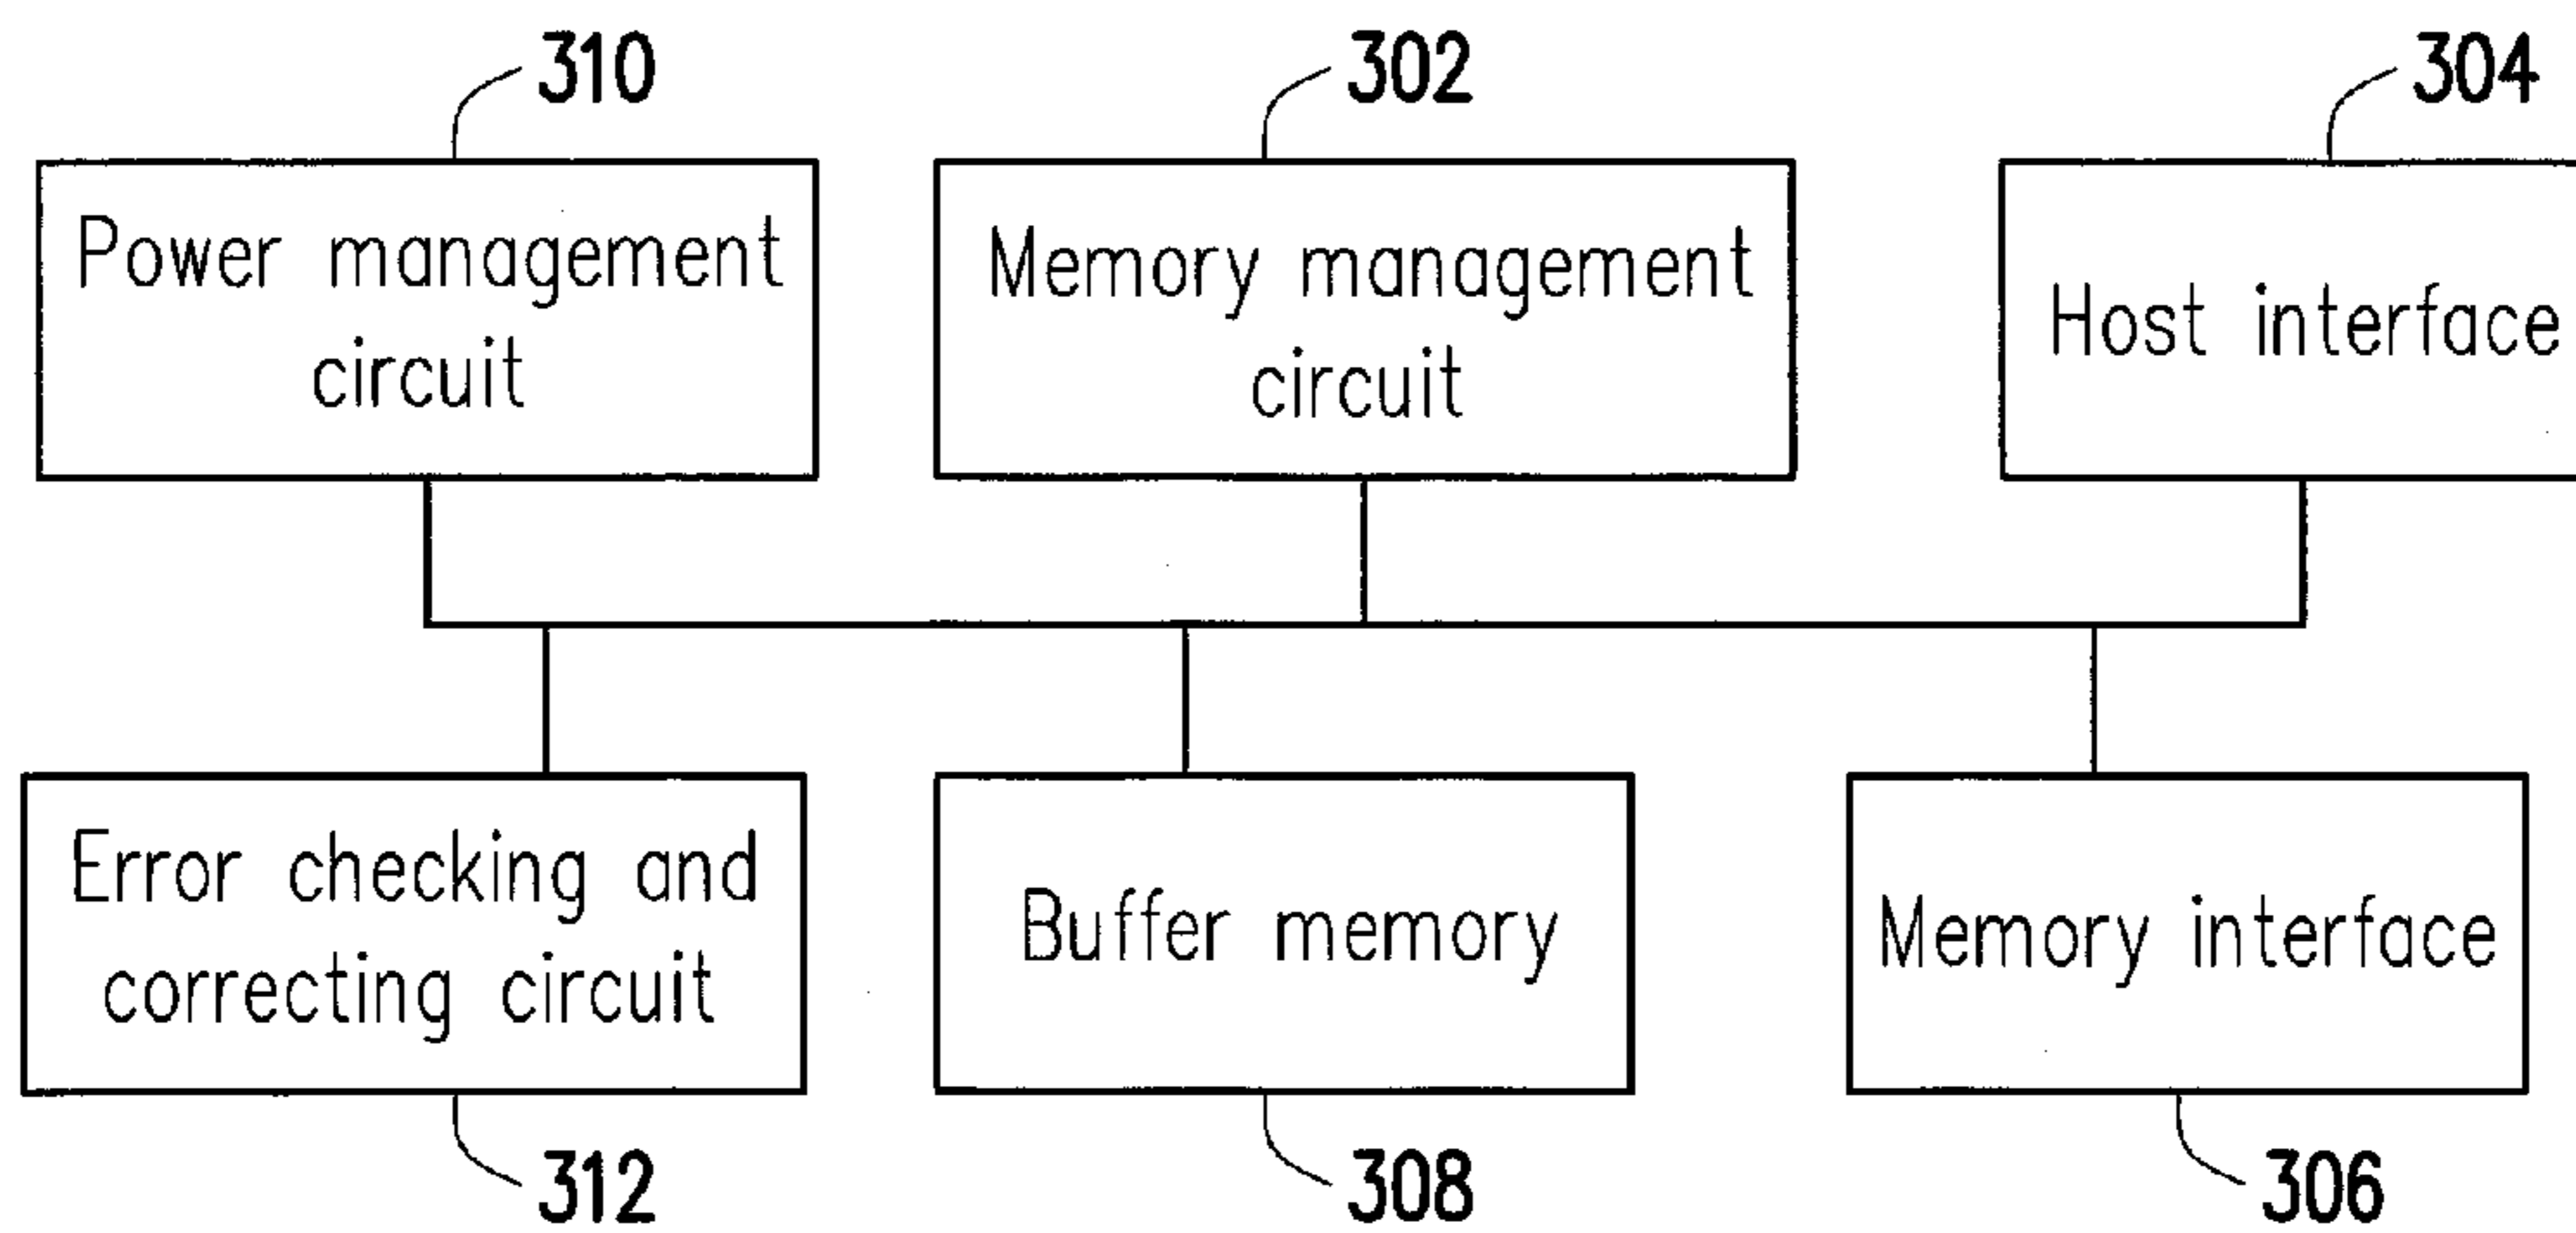 310
302
304
Power management
circuit
Memory management
circuit
Host interface
Error checking and
correcting circuit
Buffer memory
Memory interface
312
308
306